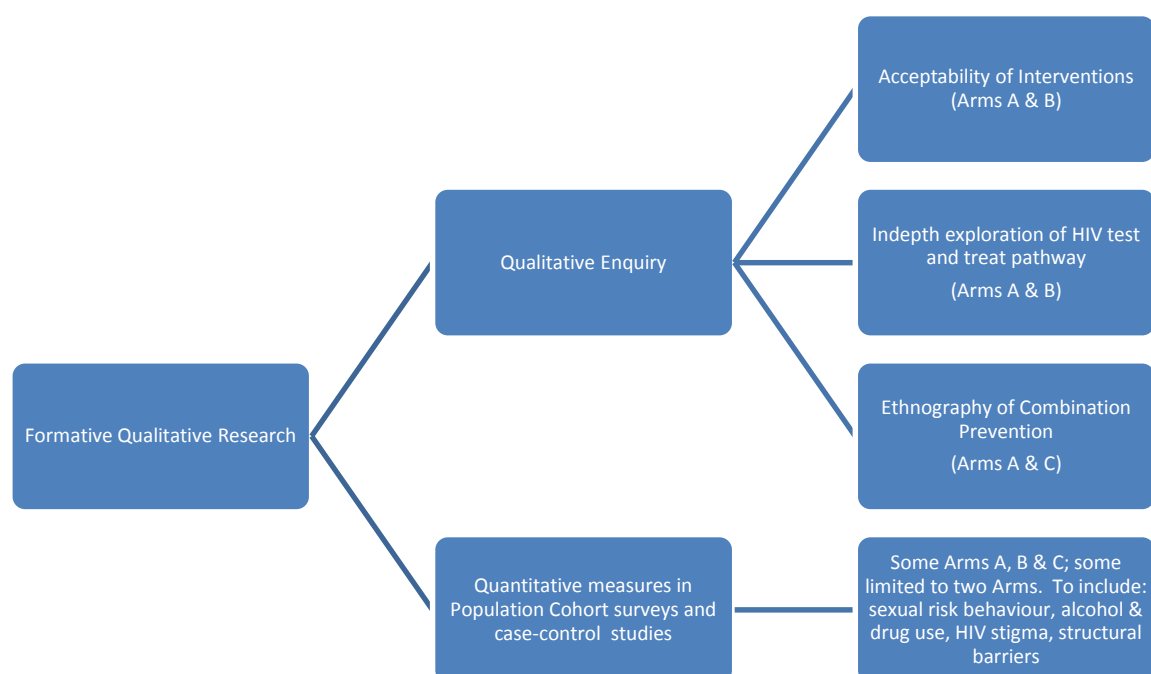 Acceptability of Interventions
(Arms A & B)
Qualitative Enquiry
Indepth exploration of HIV test
and treat pathway
(Arms A & B)
Formative Qualitative Research
Ethnography of Combination
Prevention
(Arms A & C)
Quantitative measures in
Population Cohort surveys and
case-control studies
Some Arms A, B & C; some
limited to two Arms. To include:
sexual risk behaviour, alcohol &
drug use, HIV stigma, structural
barriers